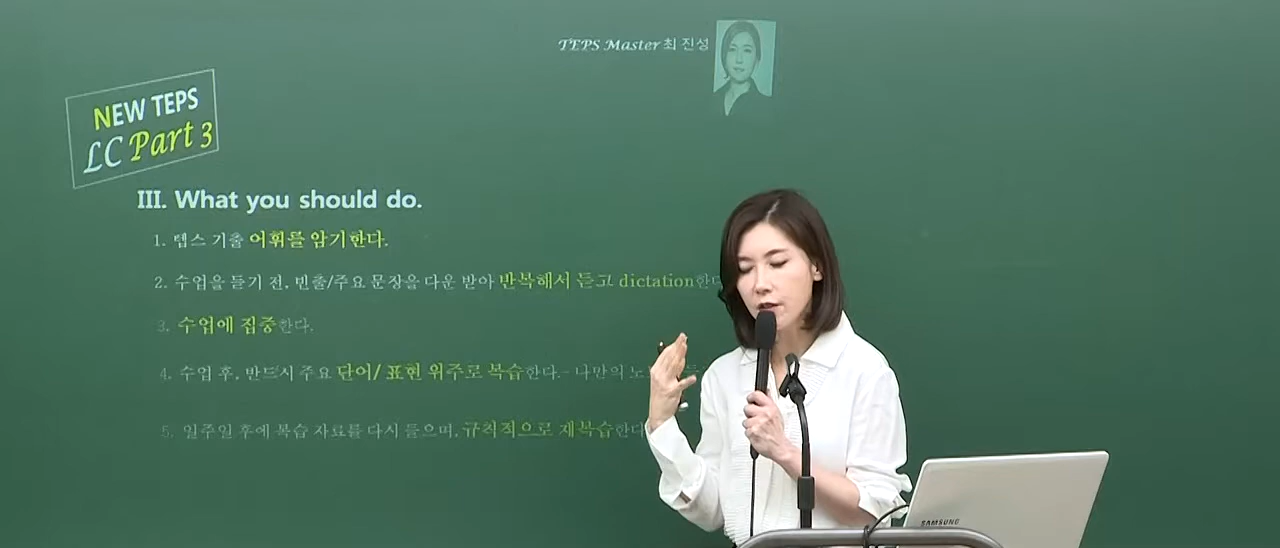 TEPS Master 최진성
NEW TEPS
LC Part 3
III. What you should do.
1. 텝스 기출 어휘를 암기한다.
2. 수업을 듣기 전, 빈출/주요 문장을 다운 받아 반복해서 듣고 dictation한다
3. 수업에 집중한다.
4. 수업 후, 반드시 주요 단어/ 표현 위주로 복습한다.- 나만의
5. 일주일 후에 복습 자료를 다시 들으며, 규칙적으로 재복습한다
SAMSUNG